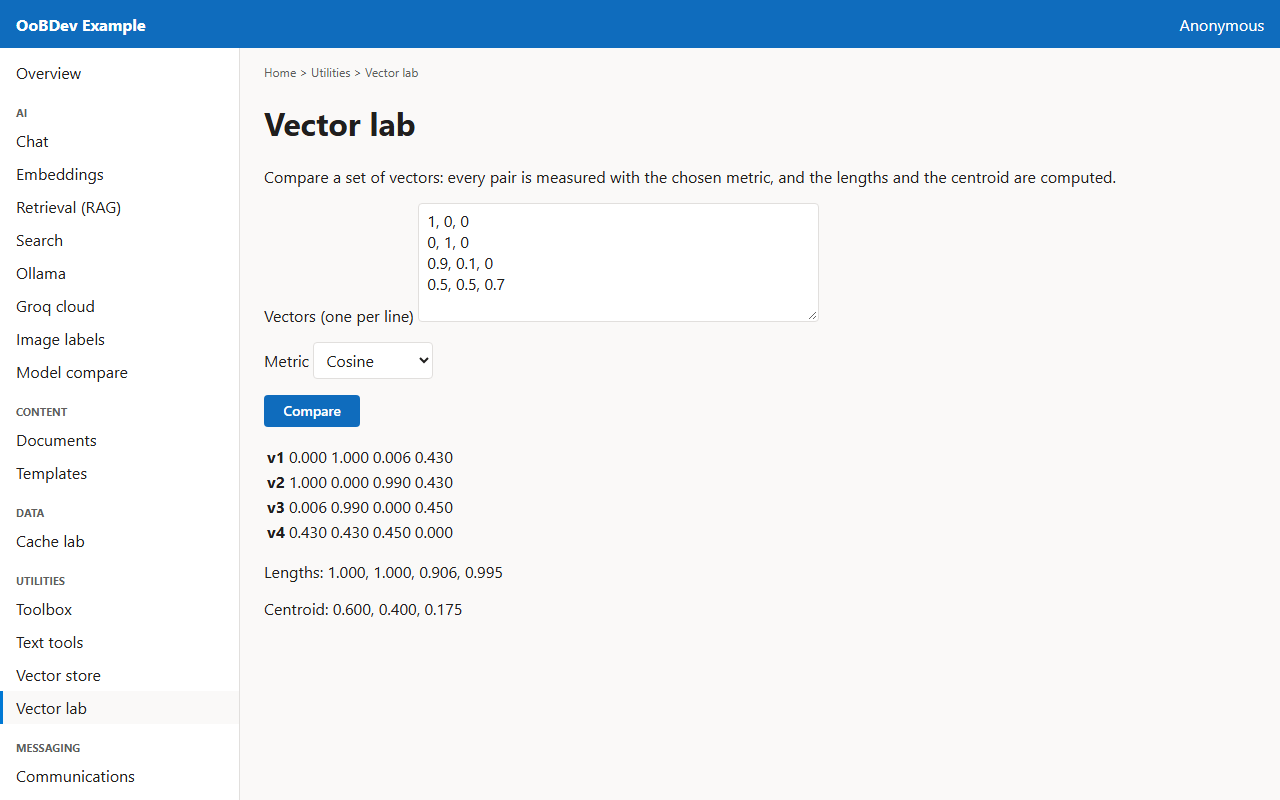 OoBDev Example
Anonymous
Overview
AI
Chat
Embeddings
Retrieval (RAG)
Search
Ollama
Groq cloud
Image labels
Model compare
CONTENT
Documents
Templates
DATA
Cache lab
UTILITIES
Toolbox
Text tools
Vector store
Vector lab
MESSAGING
Communications
Home > Utilities > Vector lab
Vector lab
Compare a set of vectors: every pair is measured with the chosen metric, and the lengths and the centroid are computed.
1, 0, 0
0, 1, 0
0.9, 0.1, 0
0.5, 0.5, 0.7
Vectors (one per line)
Metric Cosine
Compare
v1 0.000 1.000 0.006 0.430
v2 1.000 0.000 0.990 0.430
v3 0.006 0.990 0.000 0.450
v4 0.430 0.430 0.450 0.000
Lengths: 1.000, 1.000, 0.906, 0.995
Centroid: 0.600, 0.400, 0.175